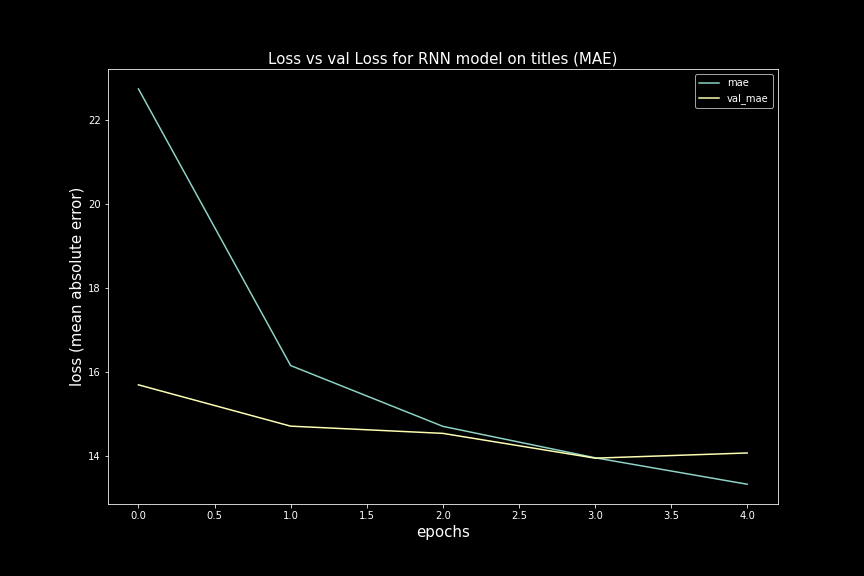 Loss vs val Loss for RNN model on titles (MAE)
mae
val_mae
loss (mean absolute error)
22
20
18
16
14
0.0 0.5 1.0 1.5 2.0 2.5 3.0 3.5 4.0
epochs